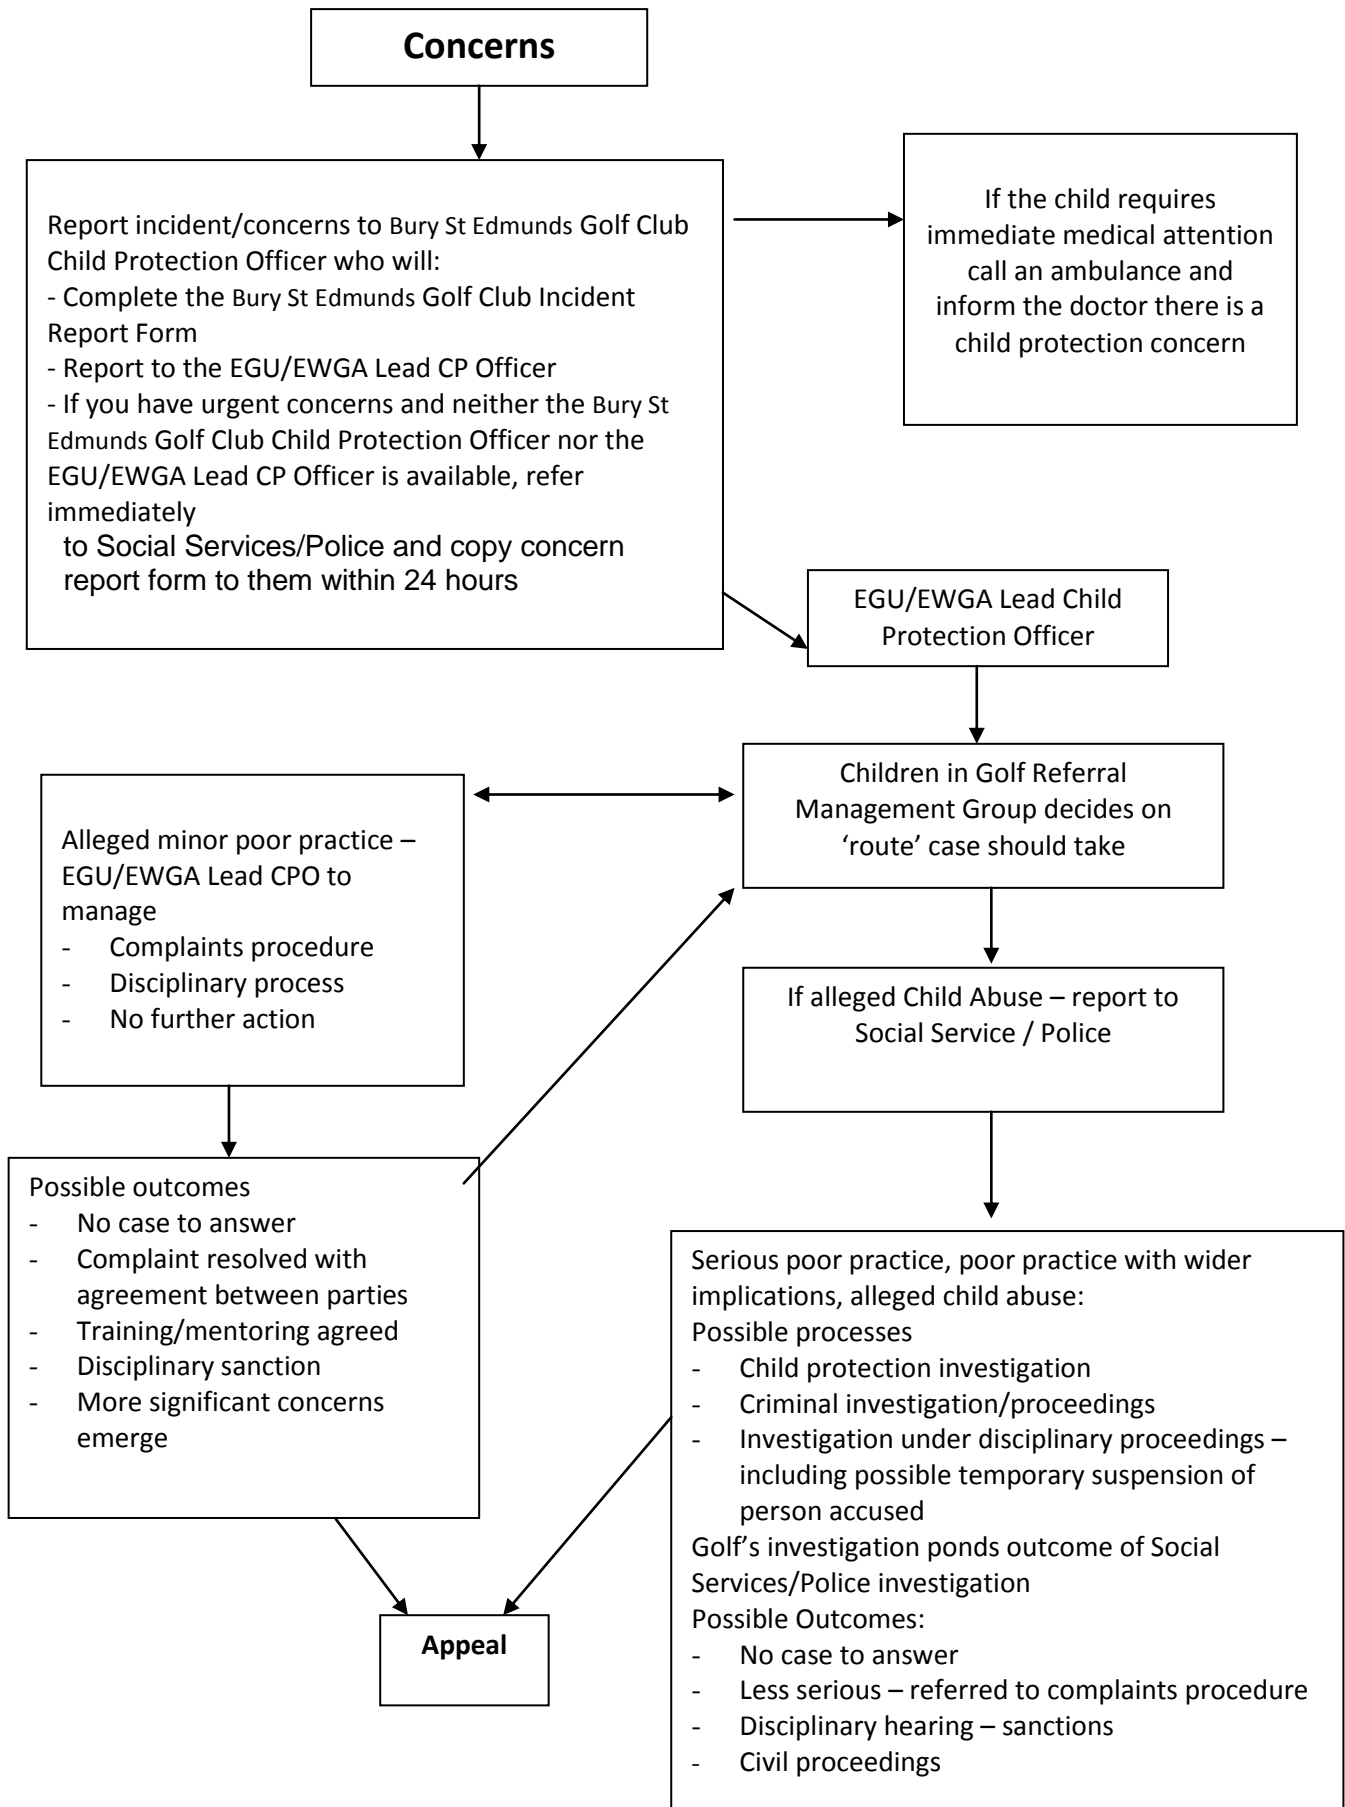 Concerns
Report incident/concerns to Bury St Edmunds Golf Club
Child Protection Officer who will:
- Complete the Bury St Edmunds Golf Club Incident
Report Form
- Report to the EGU/EWGA Lead CP Officer
- If you have urgent concerns and neither the Bury St
Edmunds Golf Club Child Protection Officer nor the
EGU/EWGA Lead CP Officer is available, refer
immediately
to Social Services/Police and copy concern
report form to them within 24 hours
If the child requires
immediate medical attention
call an ambulance and
inform the doctor there is a
child protection concern
EGU/EWGA Lead Child
Protection Officer
Children in Golf Referral
Management Group decides on
‘route’ case should take
Alleged minor poor practice –
EGU/EWGA Lead CPO to
manage
- Complaints procedure
- Disciplinary process
- No further action
If alleged Child Abuse – report to
Social Service / Police
Possible outcomes
- No case to answer
- Complaint resolved with
agreement between parties
- Training/mentoring agreed
- Disciplinary sanction
- More significant concerns
emerge
Serious poor practice, poor practice with wider
implications, alleged child abuse:
Possible processes
- Child protection investigation
- Criminal investigation/proceedings
- Investigation under disciplinary proceedings –
including possible temporary suspension of
person accused
Golf’s investigation ponds outcome of Social
Services/Police investigation
Possible Outcomes:
- No case to answer
- Less serious – referred to complaints procedure
- Disciplinary hearing – sanctions
- Civil proceedings
Appeal